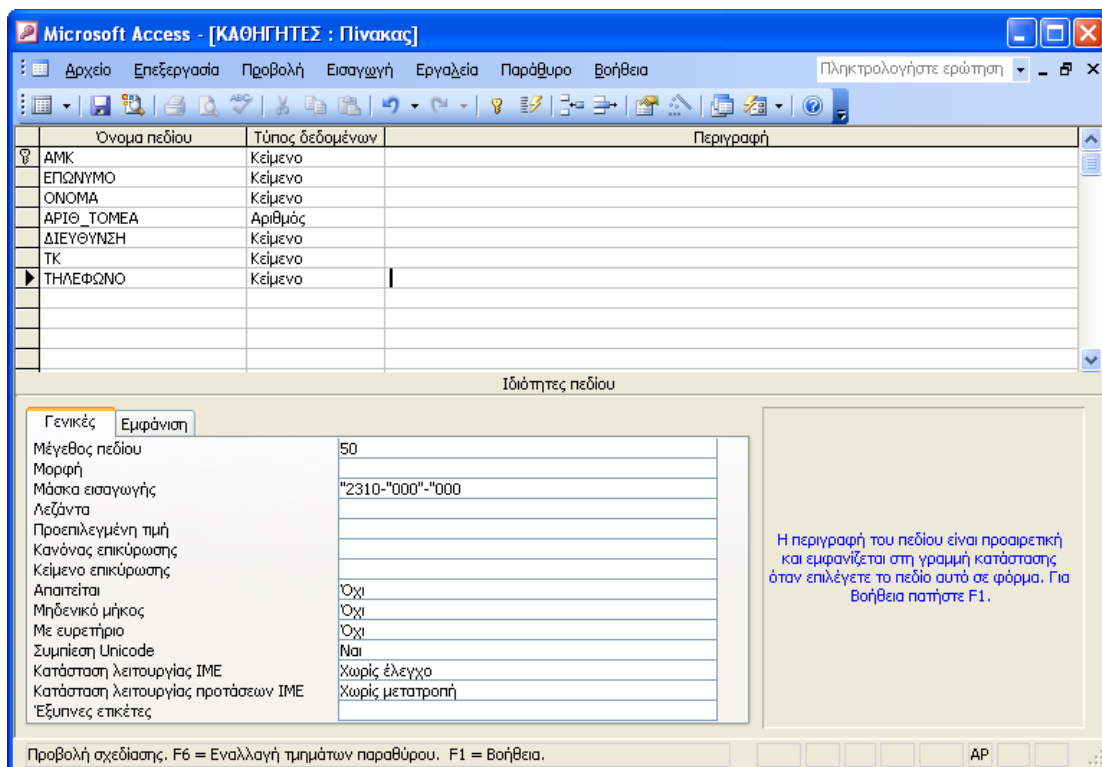 Microsoft Access - [ΚΑΘΗΓΗΤΕΣ : Πίνακας]
Αρχείο Επεξεργασία Προβολή Εισαγωγή Εργαλεία Παράθυρο Βοήθεια Πληκτρολογήστε ερώτηση
Όνομα πεδίου Τύπος δεδομένων Περιγραφή
ΑΜΚ Κείμενο
ΕΠΩΝΥΜΟ Κείμενο
ΟΝΟΜΑ Κείμενο
ΑΡΙΘ_ΤΟΜΕΑ Αριθμός
ΔΙΕΥΘΥΝΣΗ Κείμενο
ΤΚ Κείμενο
ΤΗΛΕΦΩΝΟ Κείμενο
Ιδιότητες πεδίου
Γενικές Εμφάνιση
Μέγεθος πεδίου 50
Μορφή
Μάσκα εισαγωγής "2310-"000"-"000
Λεζάντα
Προεπιλεγμένη τιμή
Κανόνας επικύρωσης
Κείμενο επικύρωσης
Απαιτείται Όχι
Μηδενικό μήκος Όχι
Με ευρετήριο Όχι
Συμπίεση Unicode Ναι
Κατάσταση λειτουργίας IME Χωρίς έλεγχο
Κατάσταση λειτουργίας προτάσεων IME Χωρίς μετατροπή
Έξυπνες ετικέτες
Η περιγραφή του πεδίου είναι προαιρετική
και εμφανίζεται στη γραμμή κατάστασης
όταν επιλέγετε το πεδίο αυτό σε φόρμα. Για
Βοήθεια πατήστε F1.
Προβολή σχεδίασης. F6 = Εναλλαγή τμημάτων παραθύρου. F1 = Βοήθεια. ΑΡ